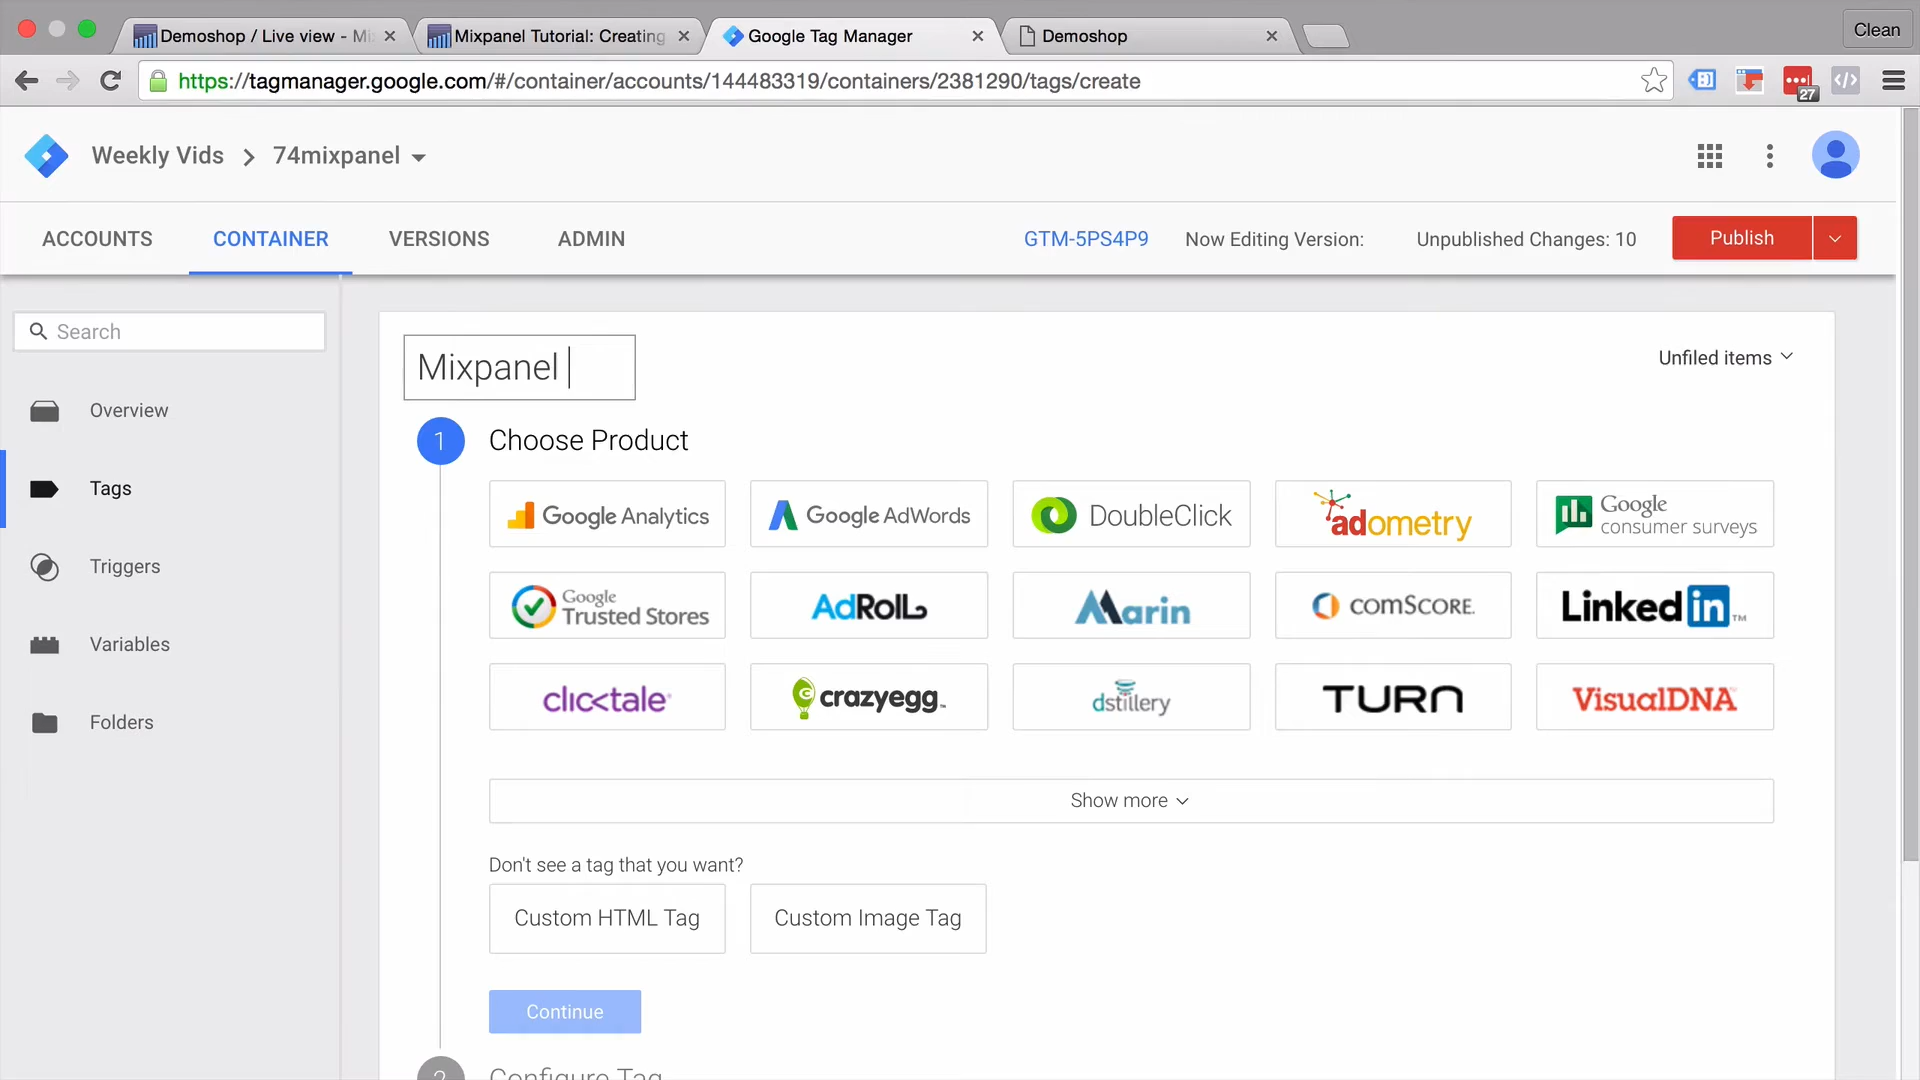 Demoshop / Live view - Mi
Mixpanel Tutorial: Creating
Google Tag Manager
Demoshop
Clean
https://tagmanager.google.com/#/container/accounts/144483319/containers/2381290/tags/create
27
Weekly Vids > 74mixpanel
ACCOUNTS
CONTAINER
VERSIONS
ADMIN
GTM-5PS4P9
Now Editing Version:
Unpublished Changes: 10
Publish
Search
Overview
Tags
Triggers
Variables
Folders
Mixpanel
Unfiled items
1
Choose Product
Google Analytics
Google AdWords
DoubleClick
adometry
Google
consumer surveys
Google
Trusted Stores
AdRoll
Marin
comSCORE.
Linkedin™
clicktale
crazyegg™
dstillery
TURN
VISUALDNA
Show more
Don't see a tag that you want?
Custom HTML Tag
Custom Image Tag
Continue
2
Configure Tag